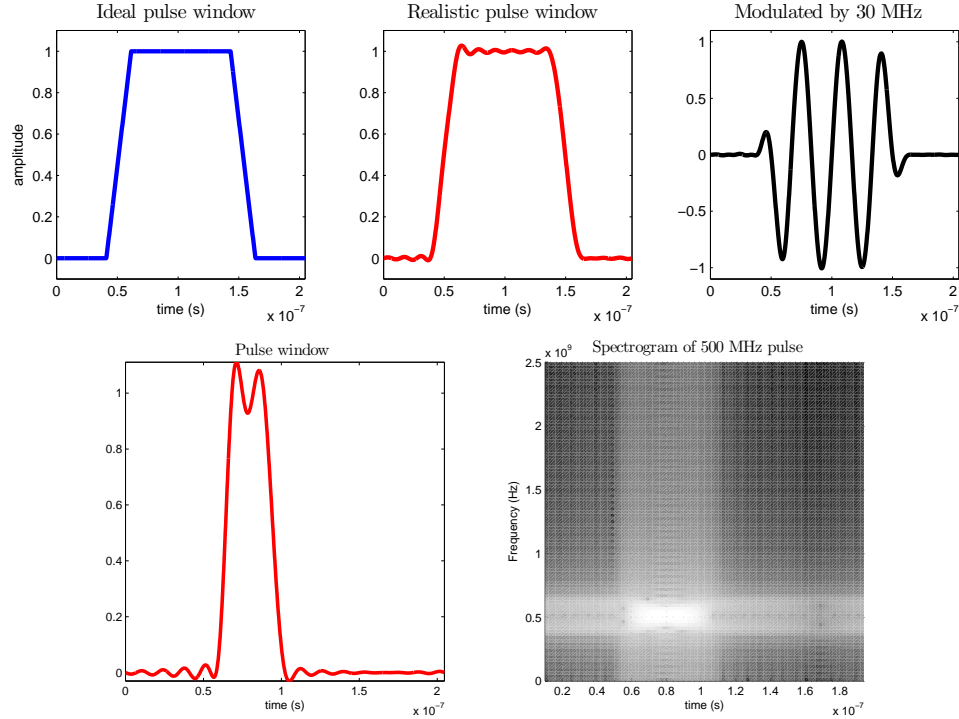 Ideal pulse window
1
0.8
0.6
0.4
0.2
0
amplitude
0 0.5 1 1.5 2
time (s)
x 10⁻⁷
Realistic pulse window
1
0.8
0.6
0.4
0.2
0
0 0.5 1 1.5 2
time (s)
x 10⁻⁷
Modulated by 30 MHz
1
0.5
0
−0.5
−1
0 0.5 1 1.5 2
time (s)
x 10⁻⁷
Pulse window
1
0.8
0.6
0.4
0.2
0
0 0.5 1 1.5 2
time (s)
x 10⁻⁷
Spectrogram of 500 MHz pulse
x 10⁹
2.5
2
1.5
1
0.5
0
Frequency (Hz)
0.2 0.4 0.6 0.8 1 1.2 1.4 1.6 1.8
time (s)
x 10⁻⁷